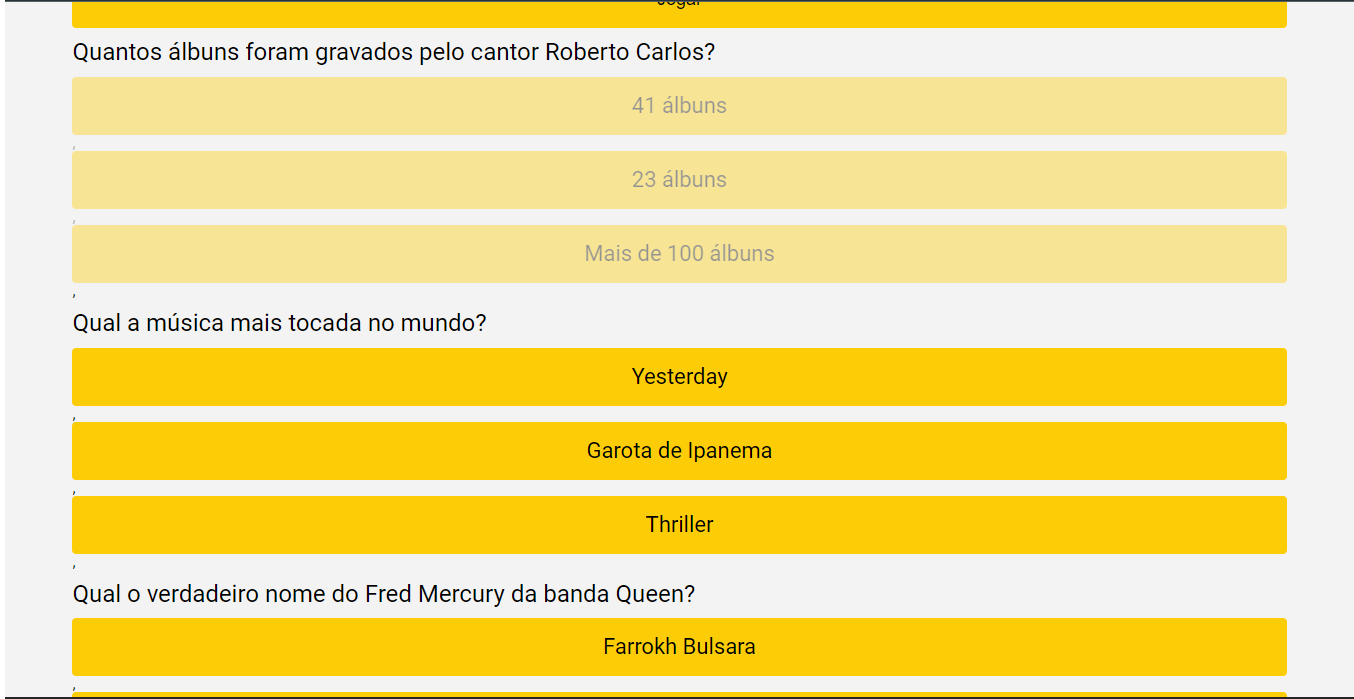 Jogar
Quantos álbuns foram gravados pelo cantor Roberto Carlos?
41 álbuns
,
23 álbuns
,
Mais de 100 álbuns
,
Qual a música mais tocada no mundo?
Yesterday
,
Garota de Ipanema
,
Thriller
,
Qual o verdadeiro nome do Fred Mercury da banda Queen?
Farrokh Bulsara
,